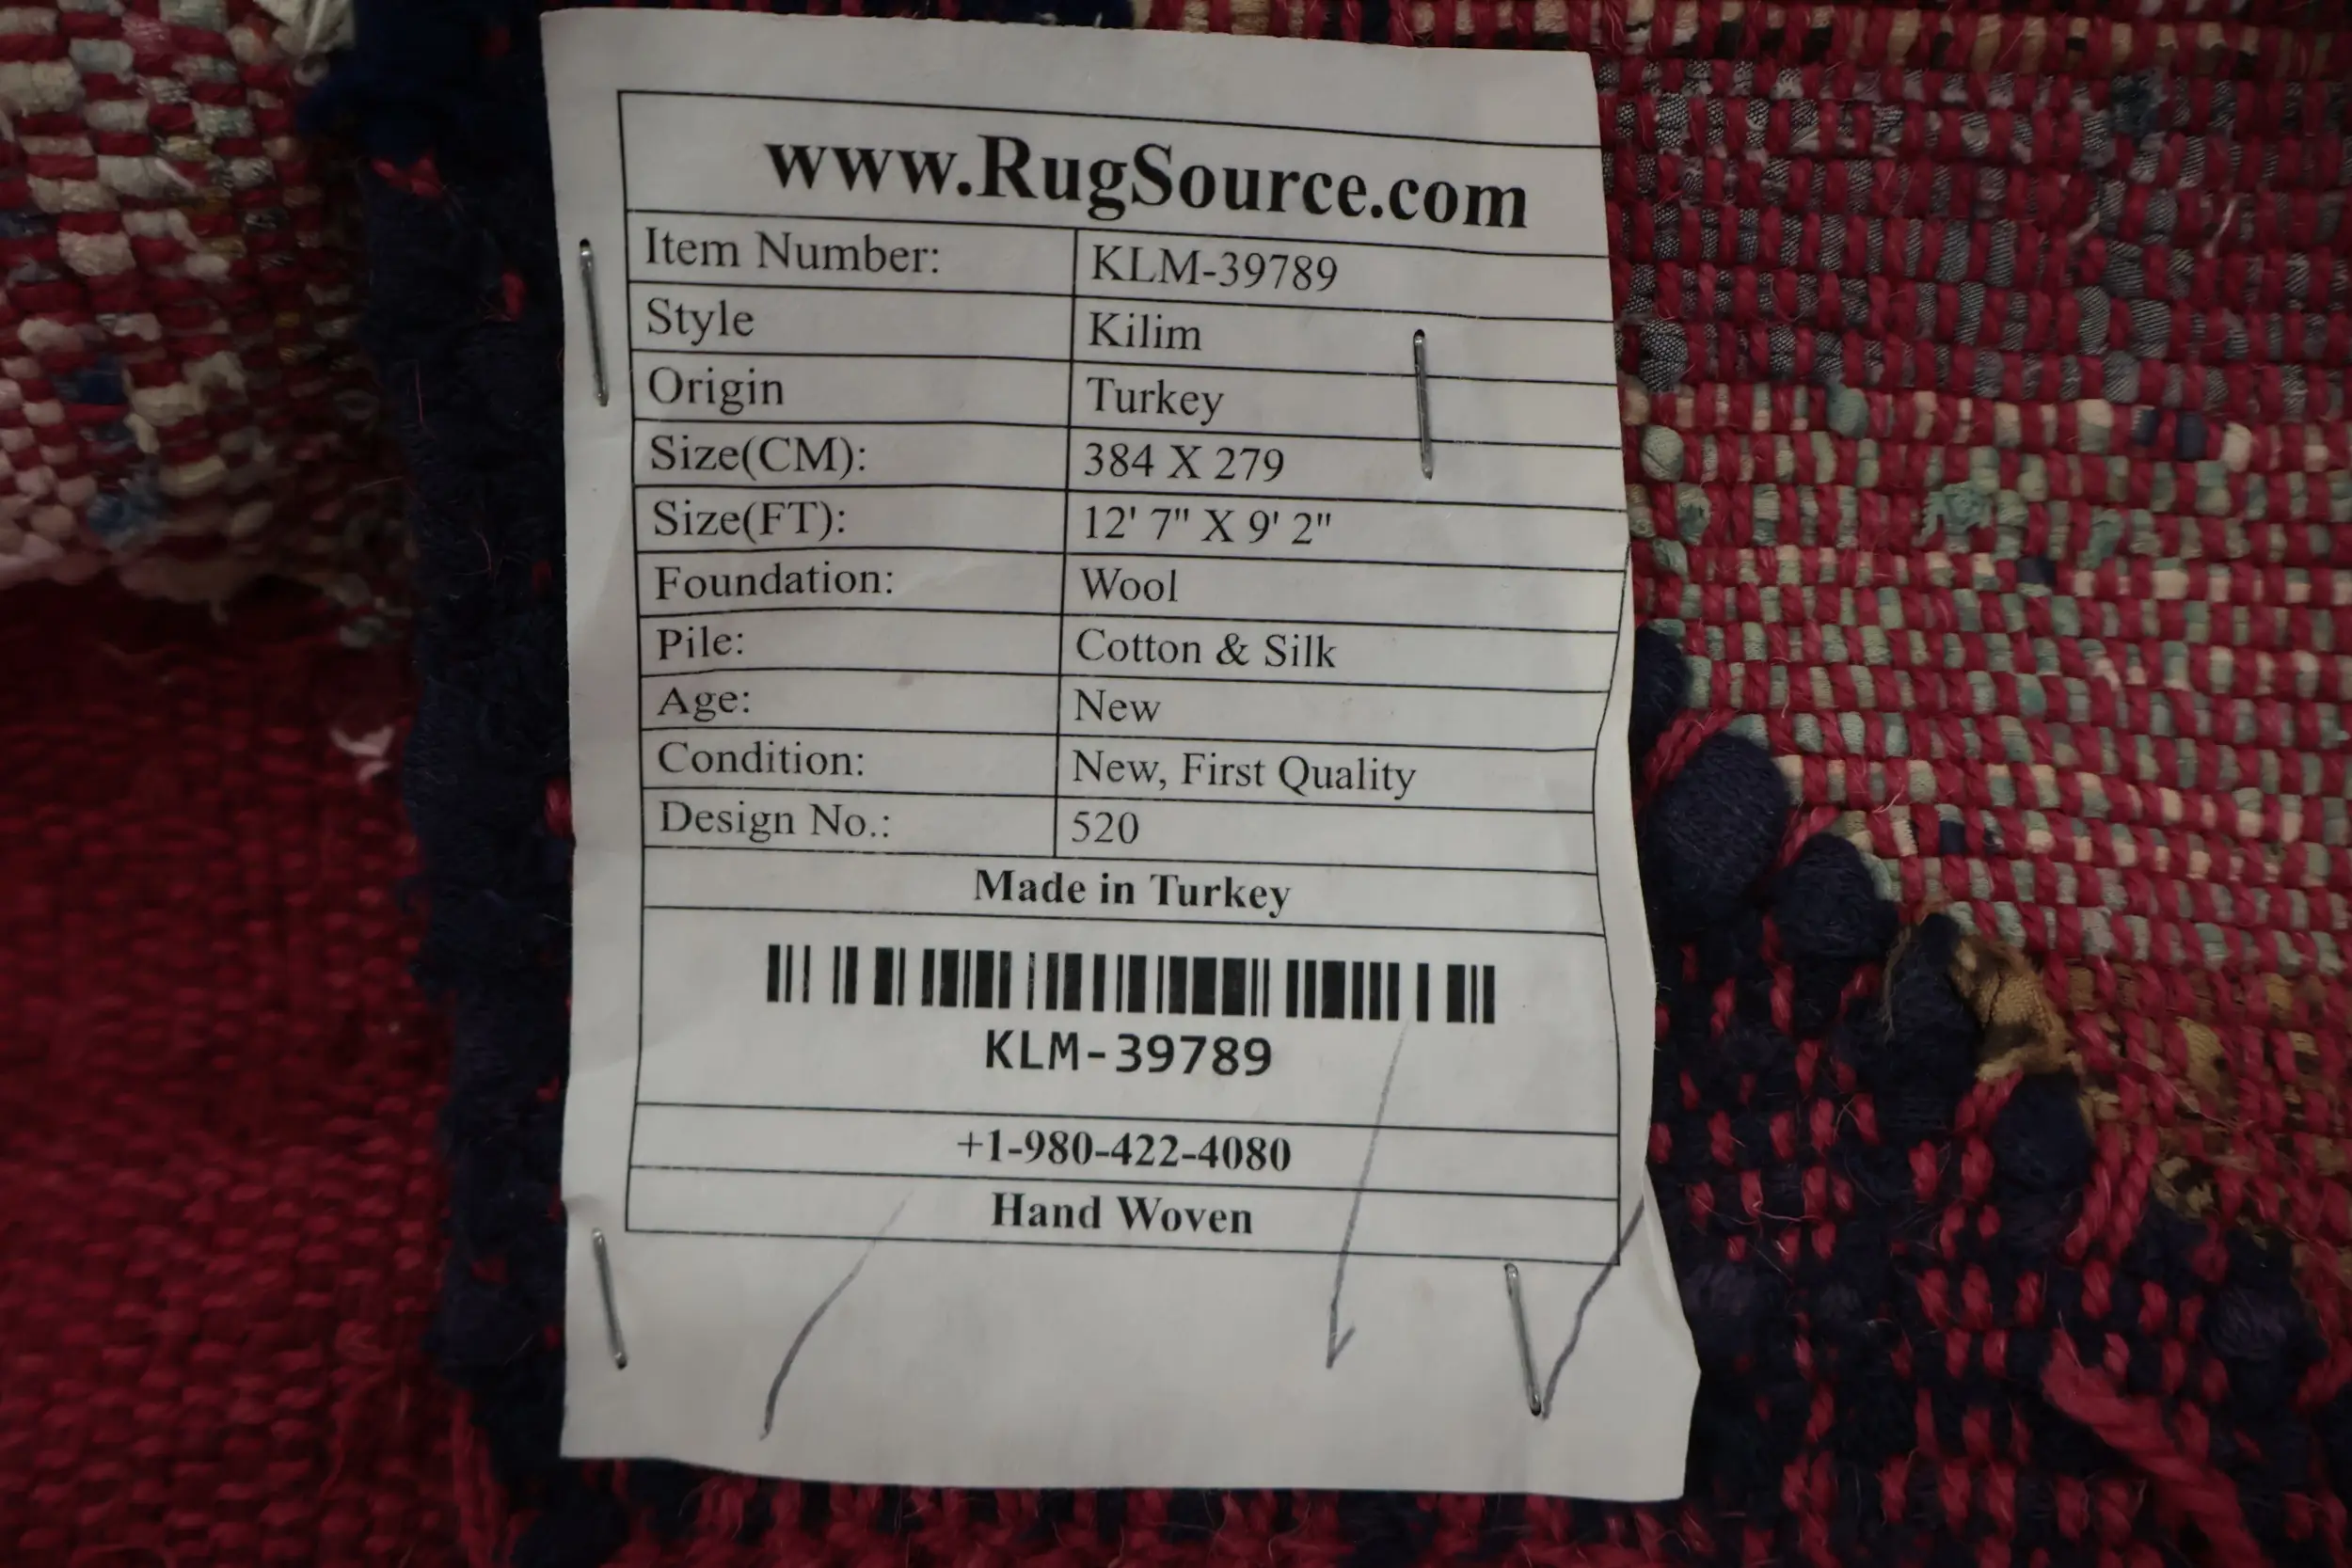 www.RugSource.com
Item Number: KLM-39789
Style Kilim
Origin Turkey
Size(CM): 384 X 279
Size(FT): 12' 7" X 9' 2"
Foundation: Wool
Pile: Cotton & Silk
Age: New
Condition: New, First Quality
Design No.: 520
Made in Turkey
KLM-39789
+1-980-422-4080
Hand Woven